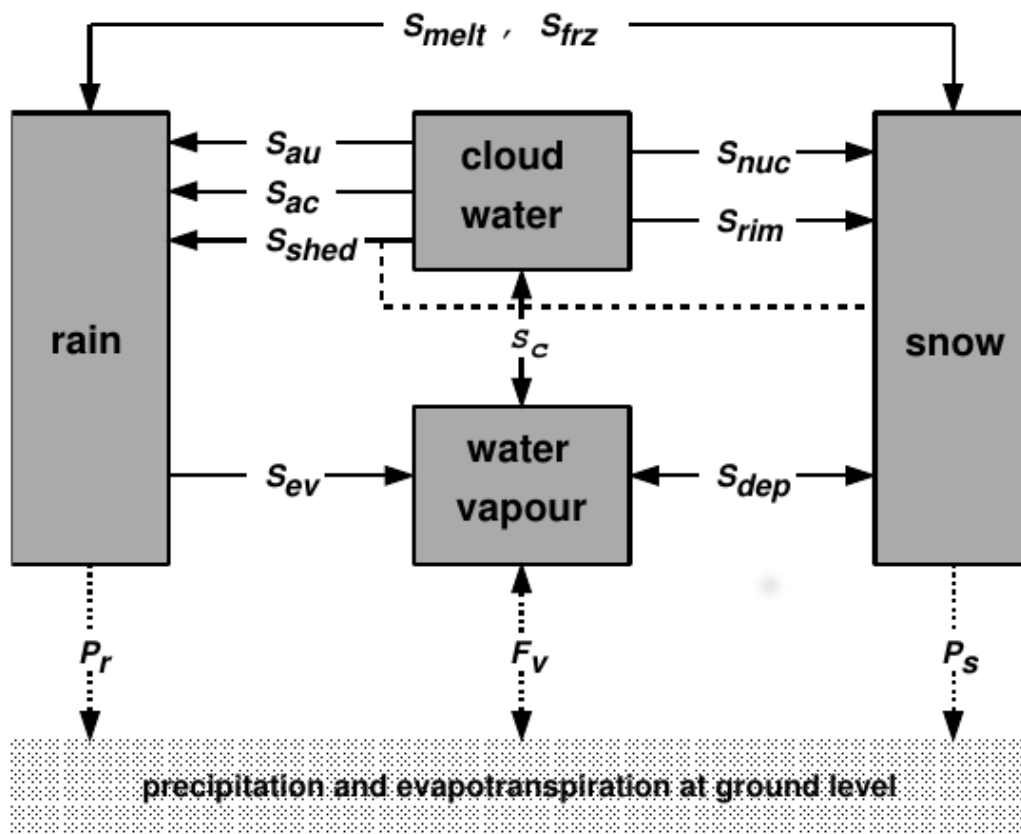 S_melt , S_frz
rain
S_au
S_ac
S_shed
cloud
water
S_nuc
S_rim
snow
S_c
water
vapour
S_ev
S_dep
P_r
F_v
P_s
precipitation and evapotranspiration at ground level